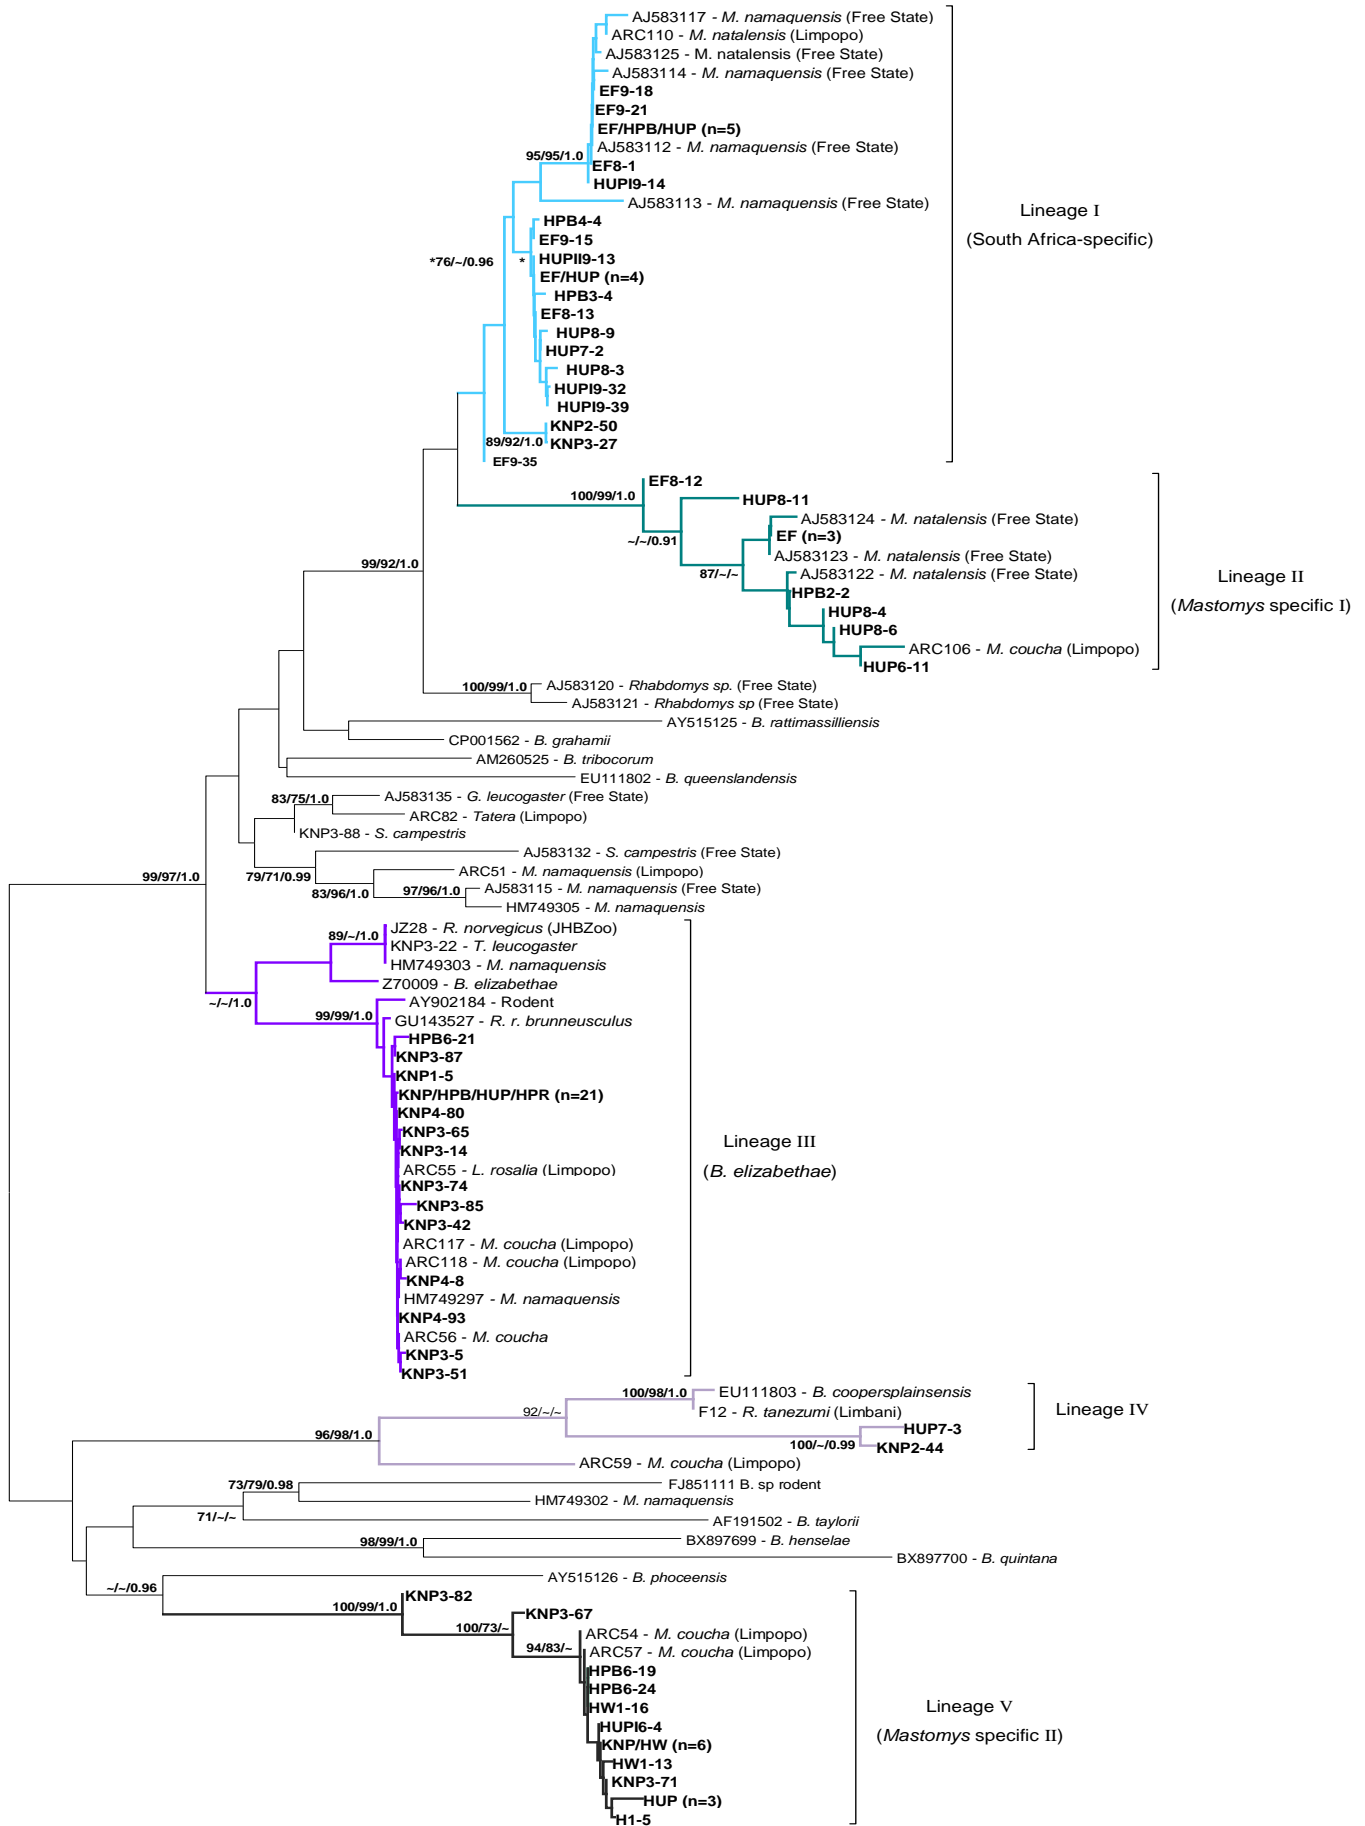 AJ583117 - M. namaquensis (Free State)
ARC110 - M. natalensis (Limpopo)
AJ583125 - M. natalensis (Free State)
AJ583114 - M. namaquensis (Free State)
EF9-18
EF9-21
EF/HPB/HUP (n=5)
AJ583112 - M. namaquensis (Free State)
95/95/1.0
EF8-1
HUPI9-14
AJ583113 - M. namaquensis (Free State)
Lineage I
(South Africa-specific)
HPB4-4
EF9-15
HUPII9-13
*76/~/0.96
*
EF/HUP (n=4)
HPB3-4
EF8-13
HUP8-9
HUP7-2
HUP8-3
HUPI9-32
HUPI9-39
KNP2-50
89/92/1.0
KNP3-27
EF9-35
EF8-12
100/99/1.0
HUP8-11
AJ583124 - M. natalensis (Free State)
EF (n=3)
~/~/0.91
AJ583123 - M. natalensis (Free State)
87/~/~
AJ583122 - M. natalensis (Free State)
Lineage II
(Mastomys specific I)
HPB2-2
99/92/1.0
HUP8-4
HUP8-6
ARC106 - M. coucha (Limpopo)
HUP6-11
100/99/1.0
AJ583120 - Rhabdomys sp. (Free State)
AJ583121 - Rhabdomys sp (Free State)
AY515125 - B. rattimassiliensis
CP001562 - B. grahamii
AM260525 - B. tribocorum
EU111802 - B. queenslandensis
83/75/1.0
AJ583135 - G. leucogaster (Free State)
ARC82 - Tatera (Limpopo)
KNP3-88 - S. campestris
AJ583132 - S. campestris (Free State)
79/71/0.99
ARC51 - M. namaquensis (Limpopo)
99/97/1.0
83/96/1.0
97/96/1.0
AJ583115 - M. namaquensis (Free State)
HM749305 - M. namaquensis
JZ28 - R. norvegicus (JHBZoo)
89/~/1.0
KNP3-22 - T. leucogaster
HM749303 - M. namaquensis
Z70009 - B. elizabethae
~/~/1.0
AY902184 - Rodent
99/99/1.0
GU143527 - R. r. brunneusculus
HPB6-21
KNP3-87
KNP1-5
KNP/HPB/HUP/HPR (n=21)
KNP4-80
KNP3-65
Lineage III
(B. elizabethae)
KNP3-14
ARC55 - L. rosalia (Limpopo)
KNP3-74
KNP3-85
KNP3-42
ARC117 - M. coucha (Limpopo)
ARC118 - M. coucha (Limpopo)
KNP4-8
HM749297 - M. namaquensis
KNP4-93
ARC56 - M. coucha
KNP3-5
KNP3-51
100/98/1.0
EU111803 - B. coopersplainsensis
92/~/~
F12 - R. tanezumi (Limbani)
Lineage IV
96/98/1.0
HUP7-3
100/~/0.99
KNP2-44
ARC59 - M. coucha (Limpopo)
73/79/0.98
FJ851111 B. sp rodent
HM749302 - M. namaquensis
71/~/~
AF191502 - B. taylorii
98/99/1.0
BX897699 - B. henselae
BX897700 - B. quintana
AY515126 - B. phoceensis
~/~/0.96
KNP3-82
100/99/1.0
KNP3-67
100/73/~
ARC54 - M. coucha (Limpopo)
94/83/~
ARC57 - M. coucha (Limpopo)
HPB6-19
HPB6-24
HW1-16
Lineage V
(Mastomys specific II)
HUPI6-4
KNP/HW (n=6)
HW1-13
KNP3-71
HUP (n=3)
H1-5